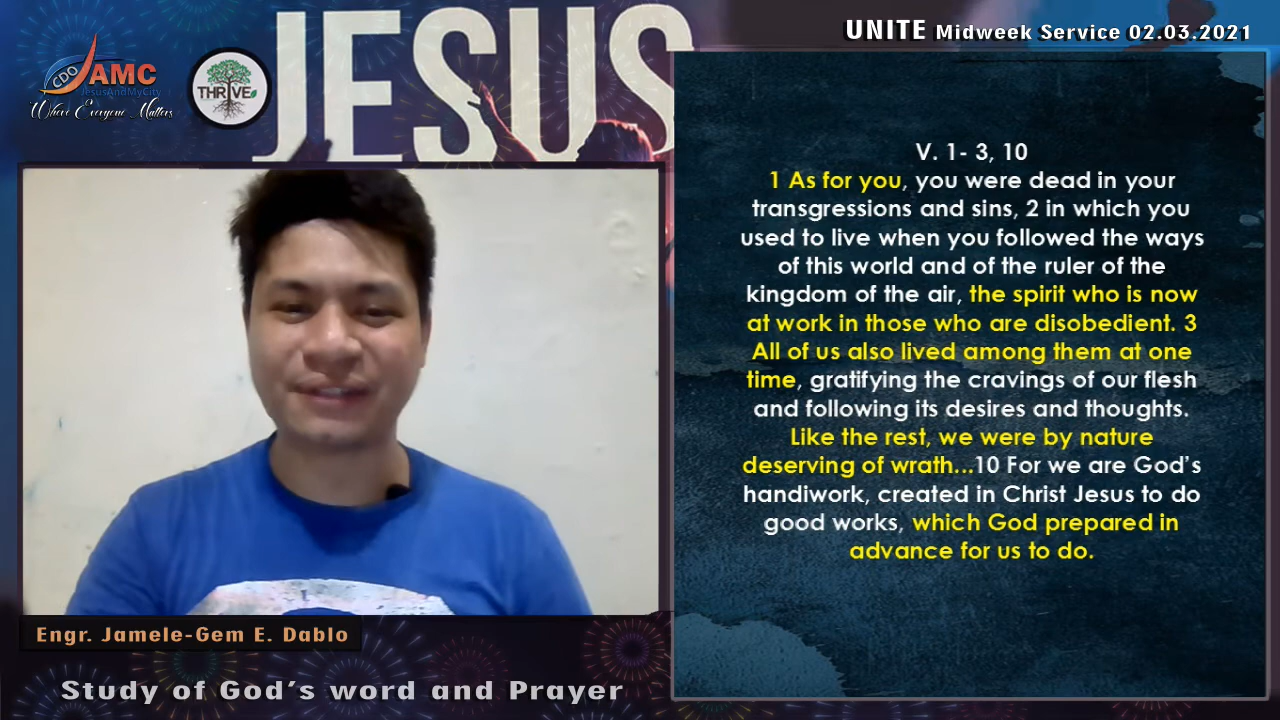 JESUS
UNITE Midweek Service 02.03.2021
CDO JAMC
JesusAndMyCity
Where Everyone Matters
THRIVE
V. 1- 3, 10
1 As for you, you were dead in your
transgressions and sins, 2 in which you
used to live when you followed the ways
of this world and of the ruler of the
kingdom of the air, the spirit who is now
at work in those who are disobedient. 3
All of us also lived among them at one
time, gratifying the cravings of our flesh
and following its desires and thoughts.
Like the rest, we were by nature
deserving of wrath...10 For we are God’s
handiwork, created in Christ Jesus to do
good works, which God prepared in
advance for us to do.
Engr. Jamele-Gem E. Dablo
Study of God’s word and Prayer